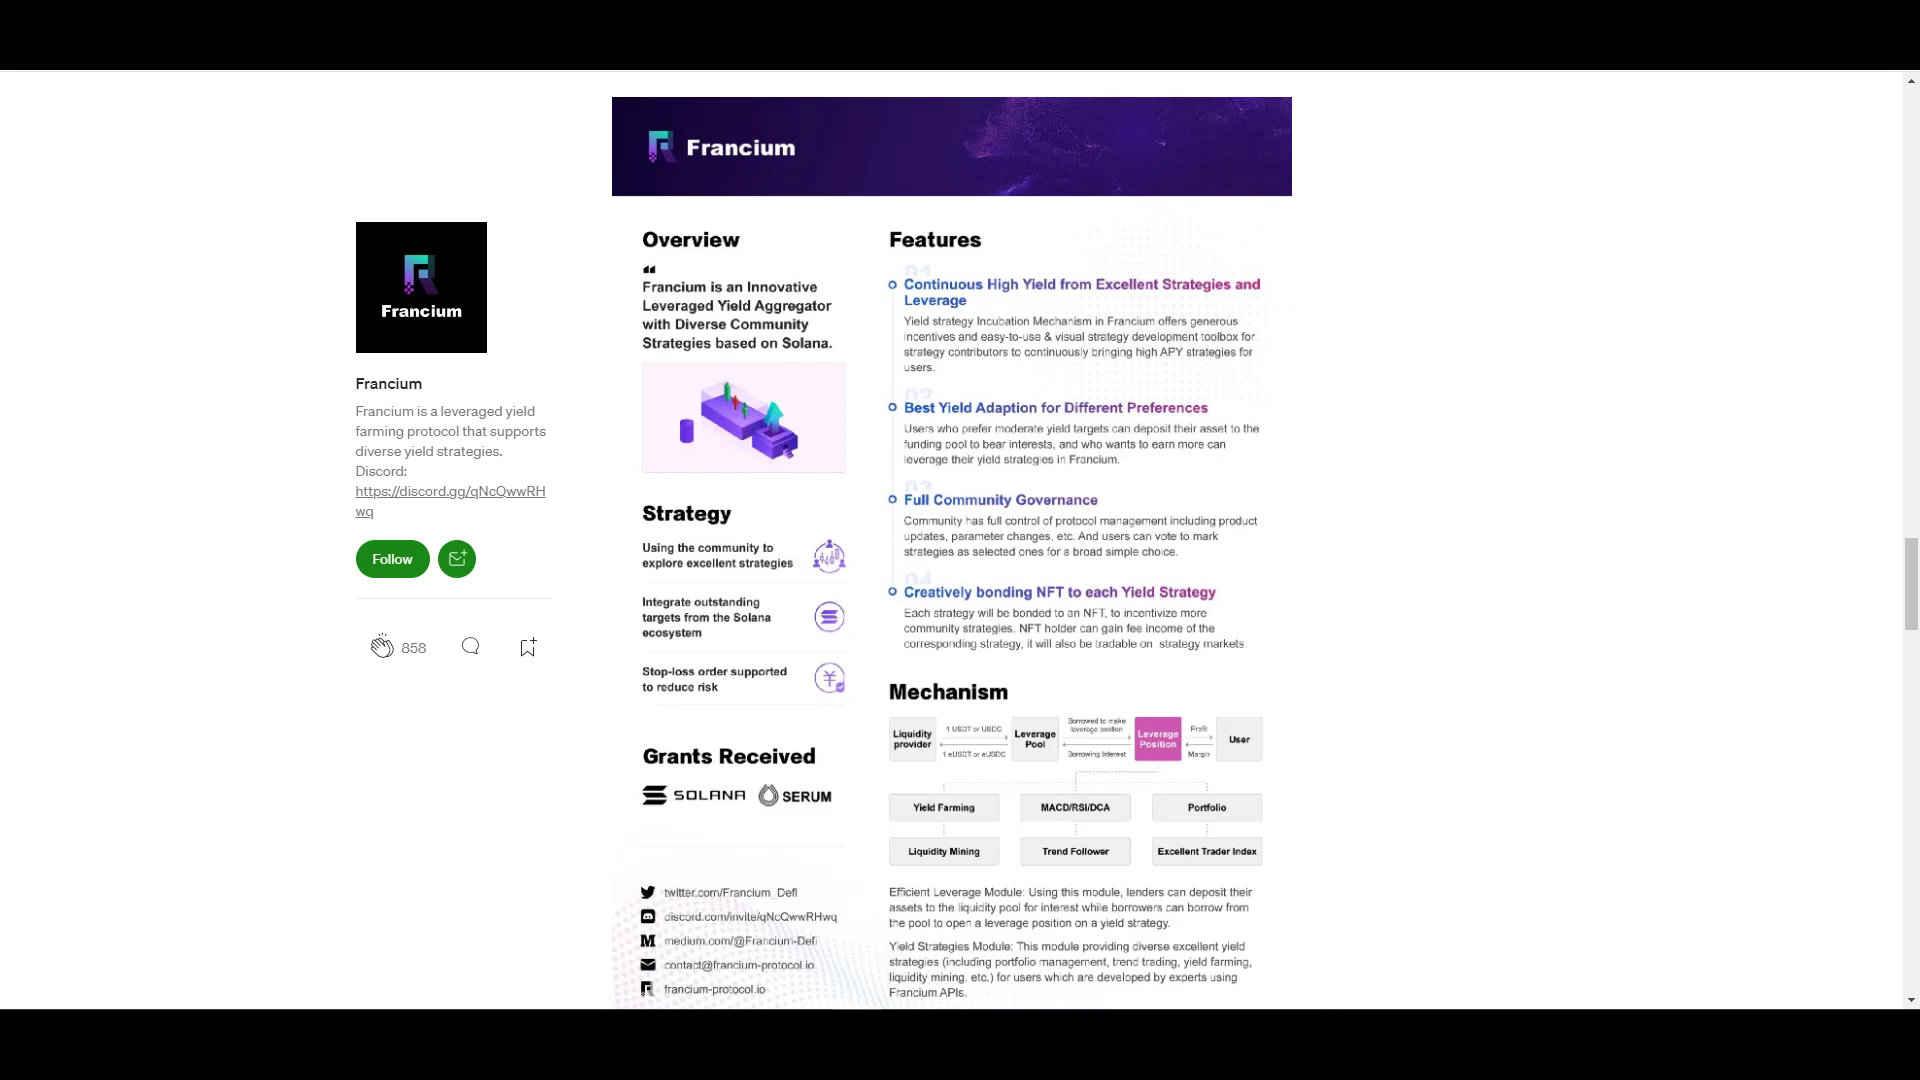 Francium
Francium
Francium
Francium is a leveraged yield
farming protocol that supports
diverse yield strategies.
Discord:
https://discord.gg/qNcQwwRH
wq
Follow
858
Overview
“
Francium is an Innovative
Leveraged Yield Aggregator
with Diverse Community
Strategies based on Solana.
Strategy
Using the community to
explore excellent strategies
Integrate outstanding
targets from the Solana
ecosystem
Stop-loss order supported
to reduce risk
Grants Received
SOLANA SERUM
twitter.com/Francium_Defi
discord.com/invite/qNcQwwRHwq
medium.com/@Francium-Defi
contact@francium-protocol.io
francium-protocol.io
Features
01
Continuous High Yield from Excellent Strategies and
Leverage
Yield strategy Incubation Mechanism in Francium offers generous
incentives and easy-to-use & visual strategy development toolbox for
strategy contributors to continuously bringing high APY strategies for
users.
02
Best Yield Adaption for Different Preferences
Users who prefer moderate yield targets can deposit their asset to the
funding pool to bear interests, and who wants to earn more can
leverage their yield strategies in Francium.
03
Full Community Governance
Community has full control of protocol management including product
updates, parameter changes, etc. And users can vote to mark
strategies as selected ones for a broad simple choice.
04
Creatively bonding NFT to each Yield Strategy
Each strategy will be bonded to an NFT, to incentivize more
community strategies. NFT holder can gain fee income of the
corresponding strategy, it will also be tradable on strategy markets.
Mechanism
Liquidity
provider
1 USDT or USDC
1 eUSDT or eUSDC
Leverage
Pool
Borrowed to make
leverage position
Borrowing Interest
Leverage
Position
Profit
Margin
User
Yield Farming
MACD/RSI/DCA
Portfolio
Liquidity Mining
Trend Follower
Excellent Trader Index
Efficient Leverage Module: Using this module, lenders can deposit their
assets to the liquidity pool for interest while borrowers can borrow from
the pool to open a leverage position on a yield strategy.
Yield Strategies Module: This module providing diverse excellent yield
strategies (including portfolio management, trend trading, yield farming,
liquidity mining, etc.) for users which are developed by experts using
Francium APIs.